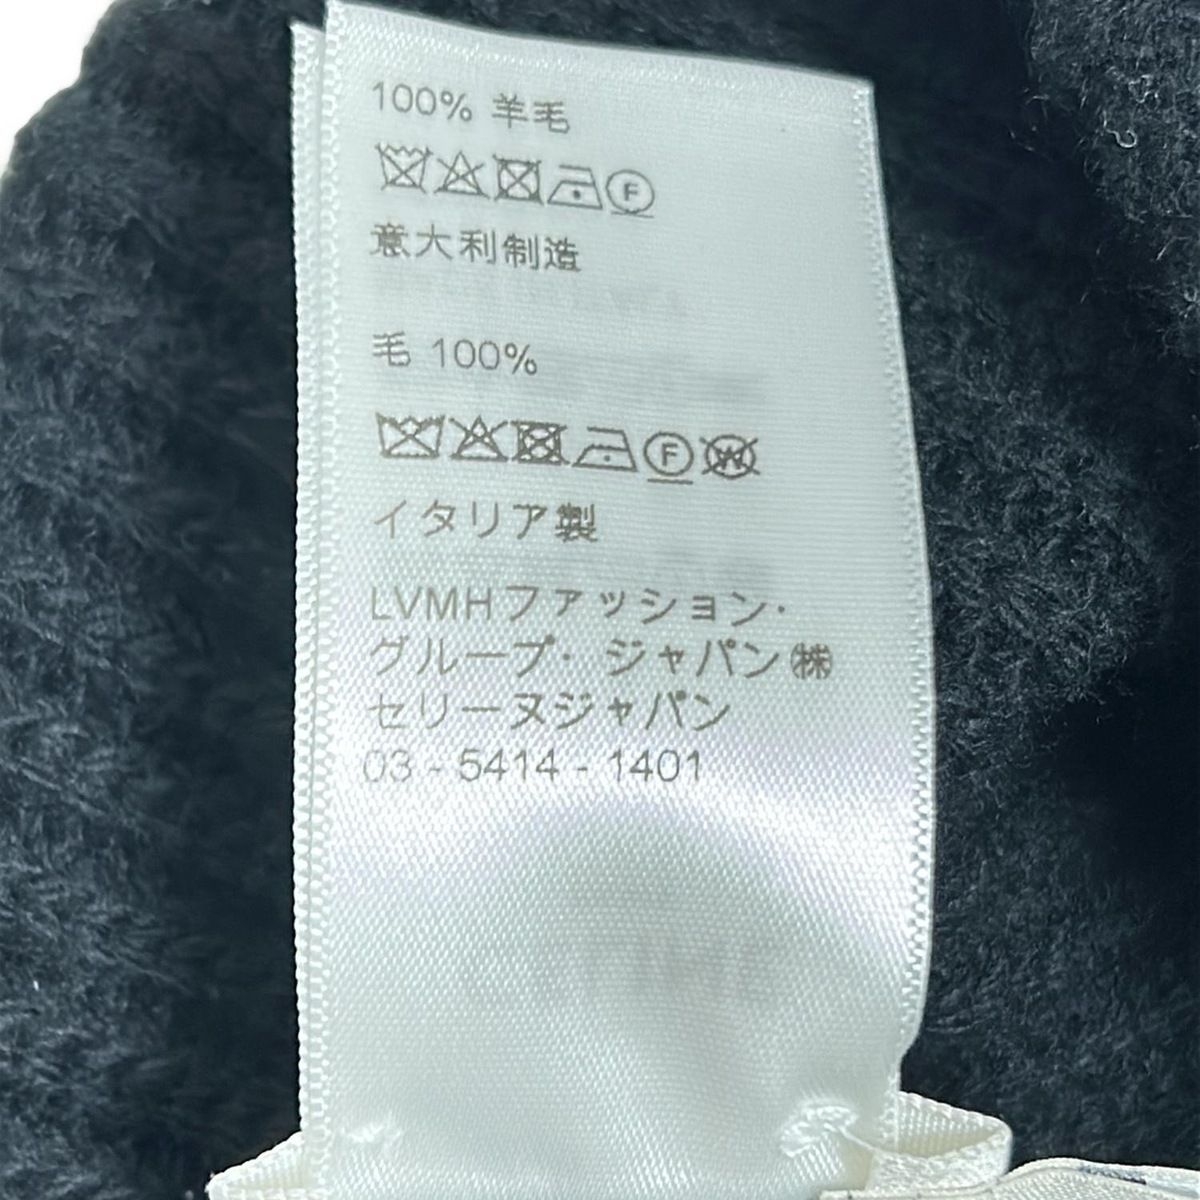 100% 羊毛
F
意大利制造
毛 100%
F W
イタリア製
LVMHファッション・
グループ・ジャパン㈱
セリーヌジャパン
03 - 5414 - 1401